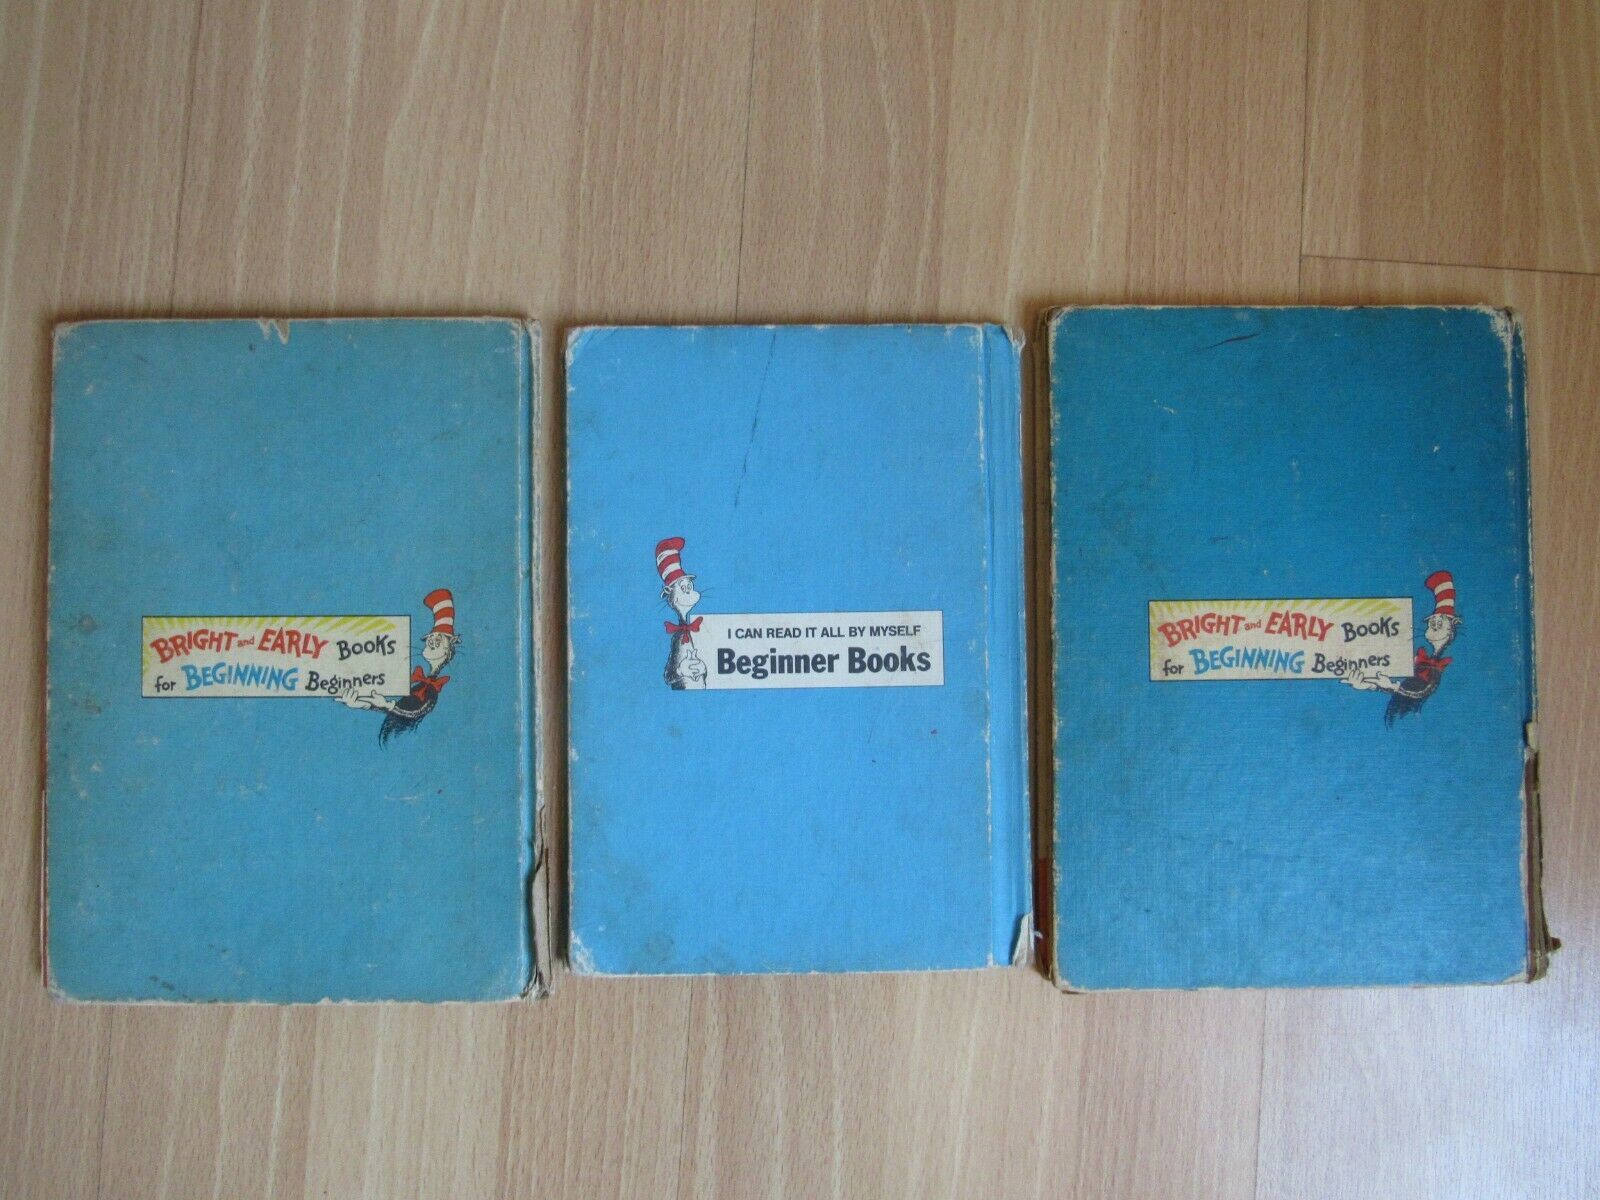 BRIGHT and EARLY Books
for BEGINNING Beginners
I CAN READ IT ALL BY MYSELF
Beginner Books
BRIGHT and EARLY Books
for BEGINNING Beginners